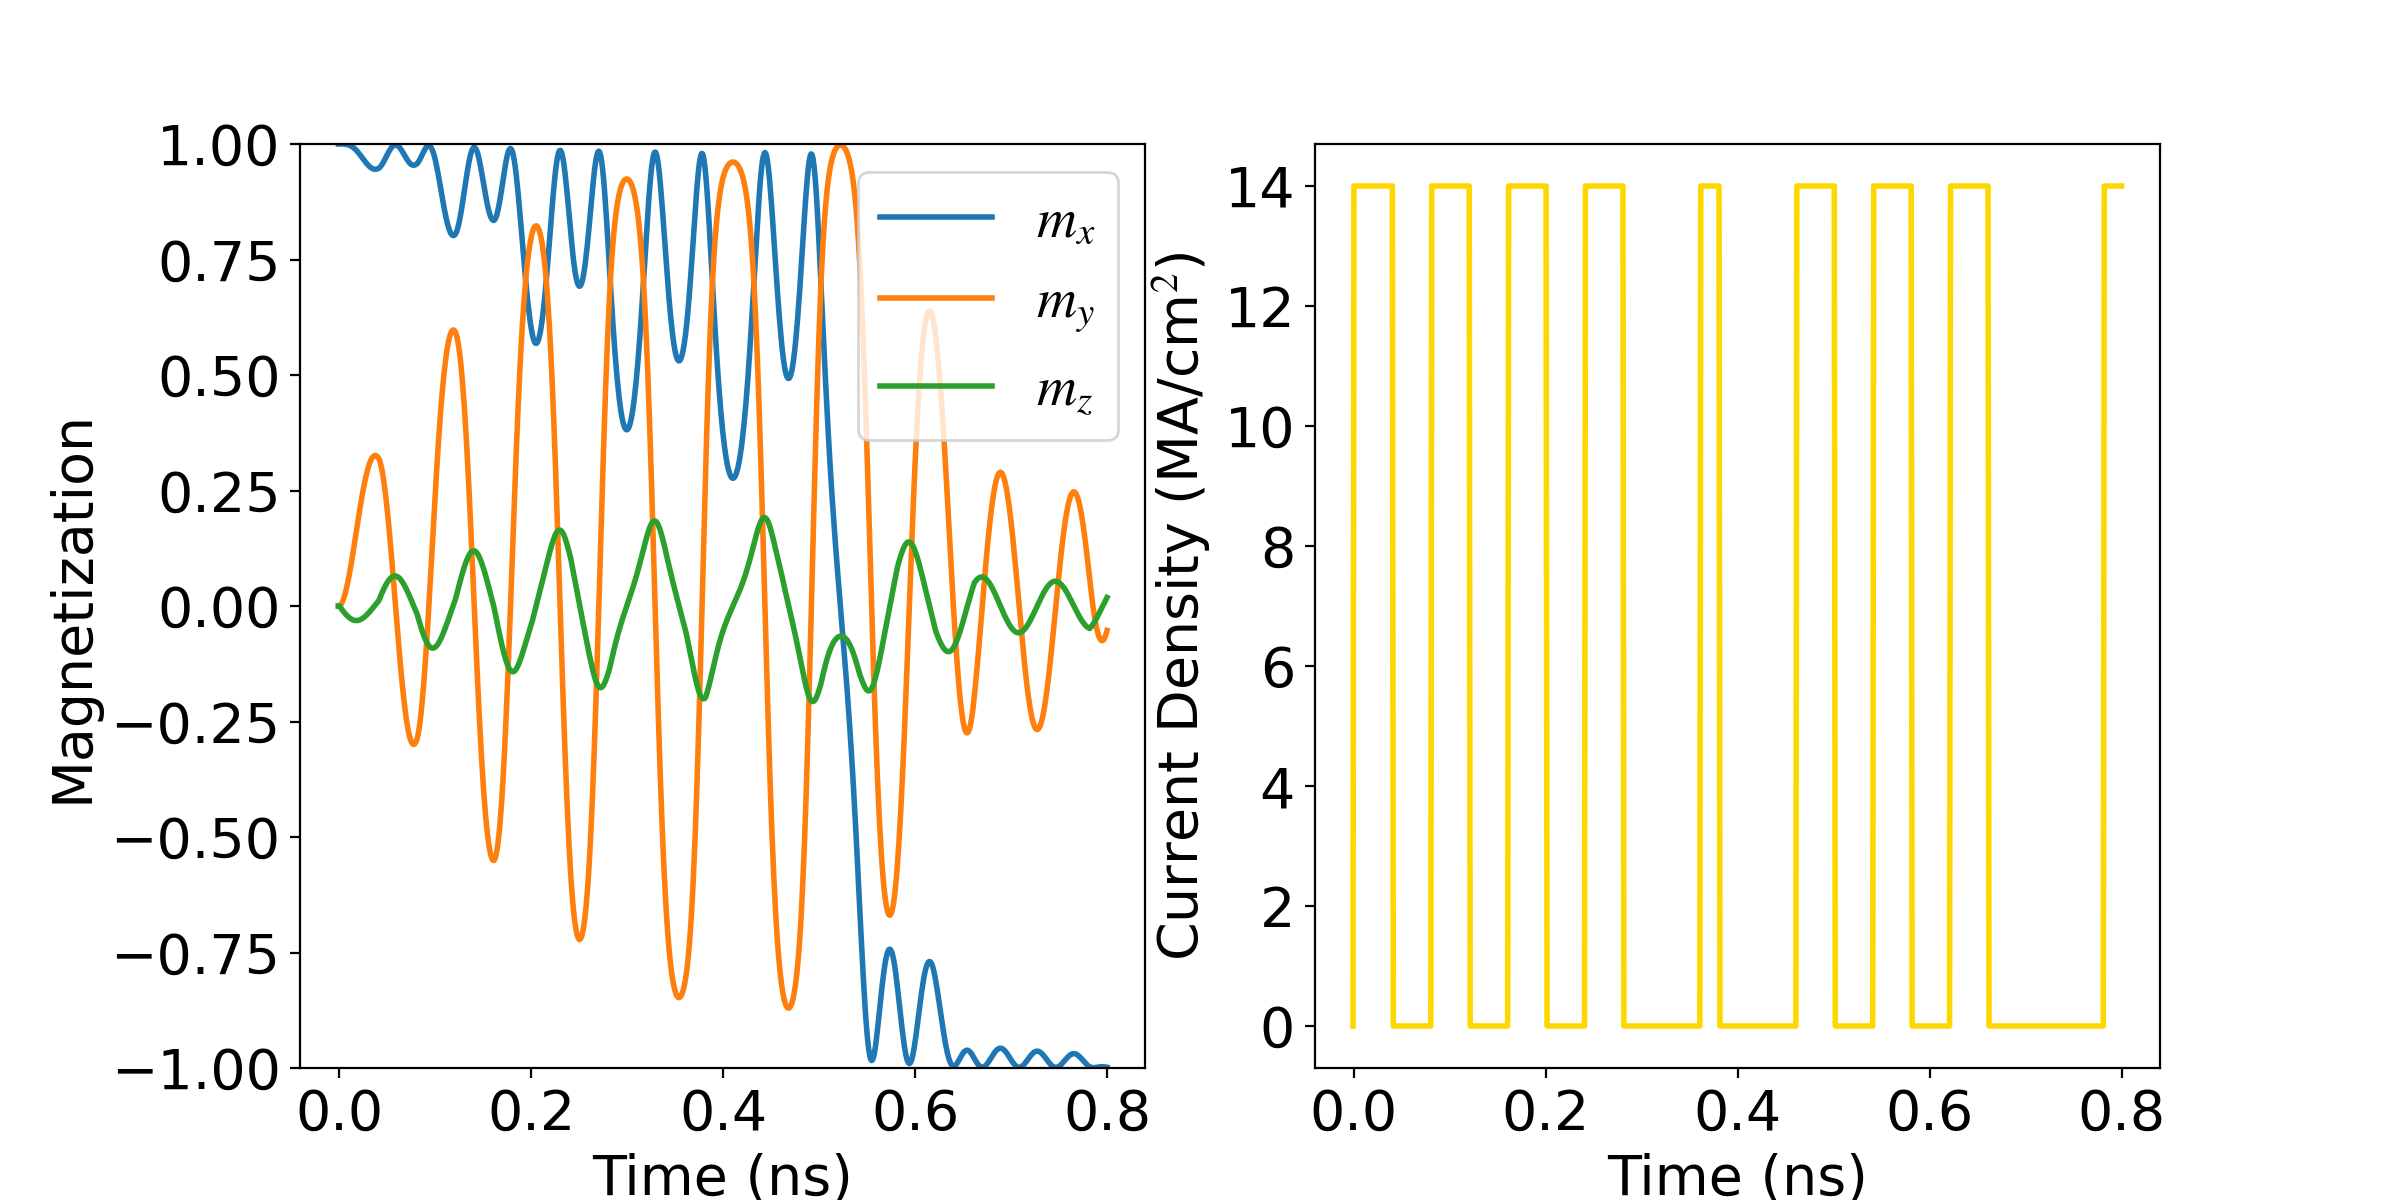 Magnetization
1.00
0.75
0.50
0.25
0.00
−0.25
−0.50
−0.75
−1.00
0.0 0.2 0.4 0.6 0.8
Time (ns)
m_x
m_y
m_z
Current Density (MA/cm²)
14
12
10
8
6
4
2
0
0.0 0.2 0.4 0.6 0.8
Time (ns)